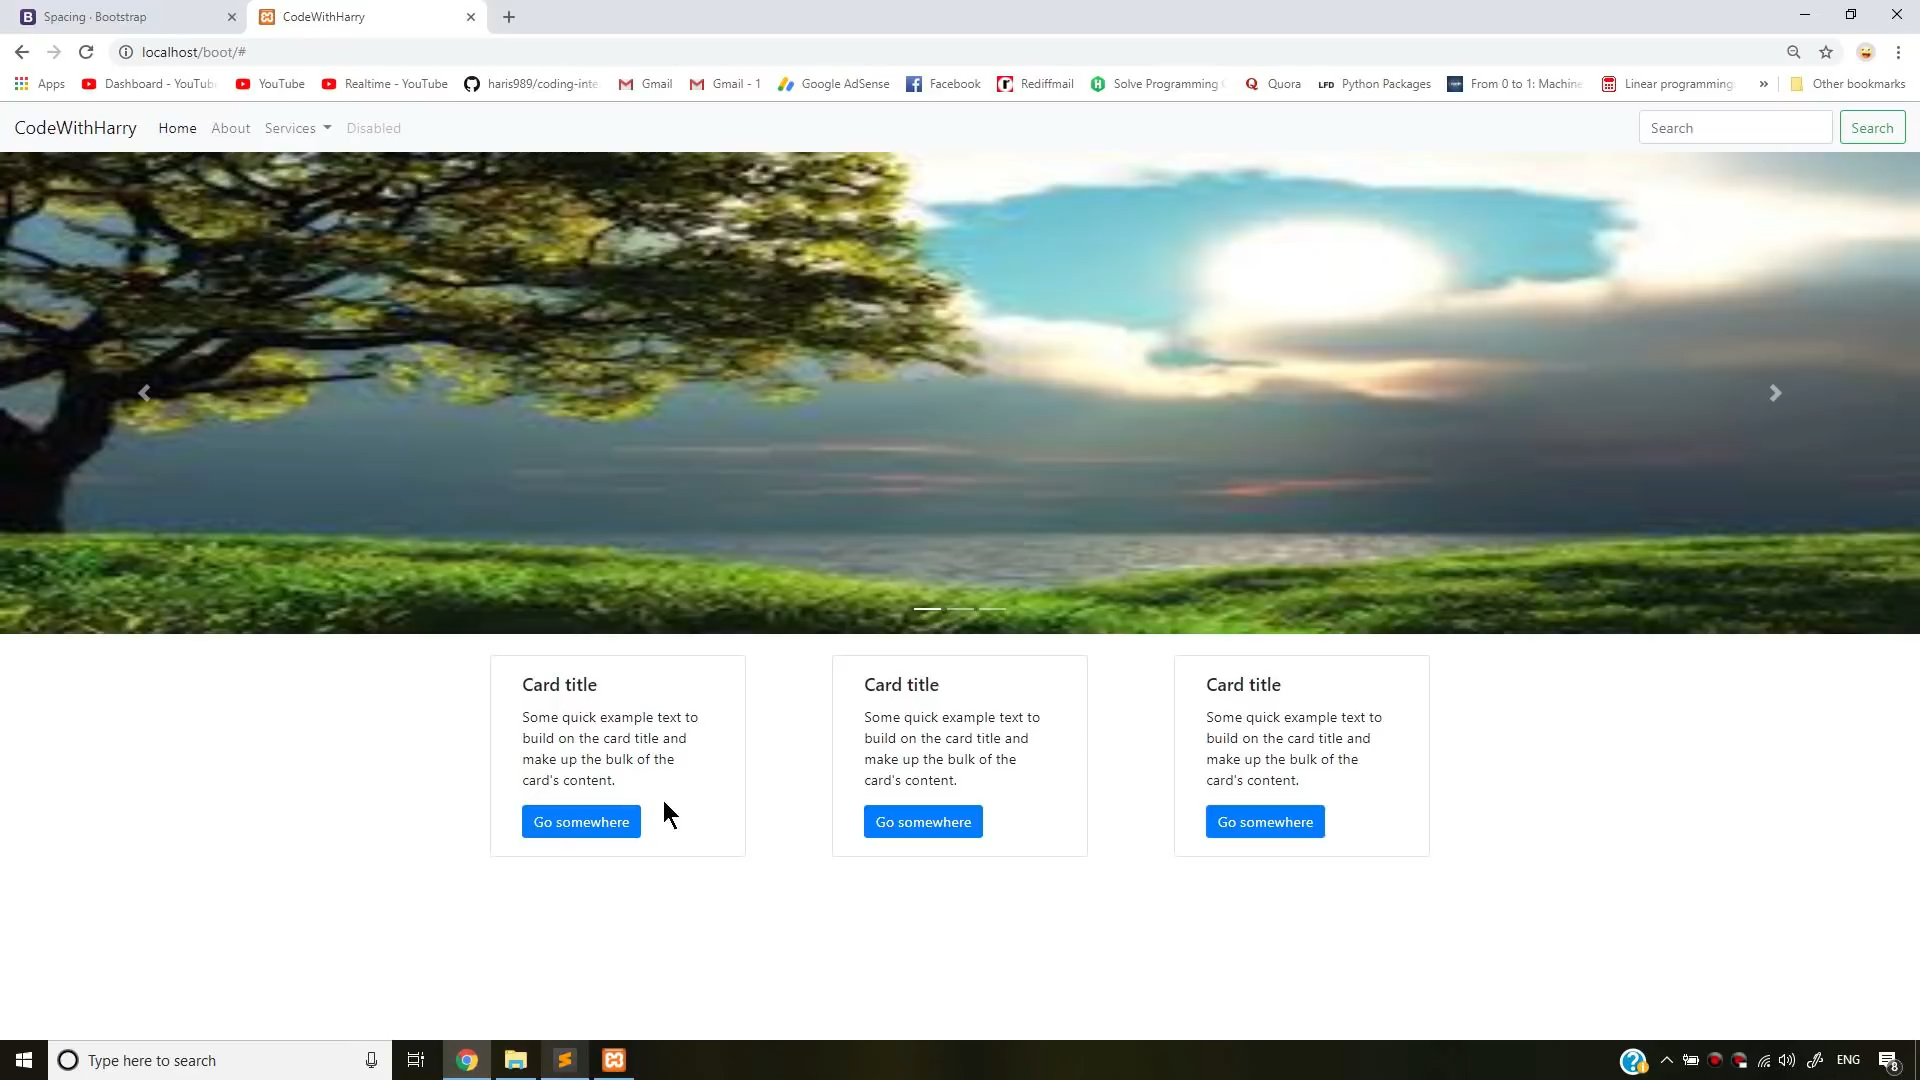 Spacing · Bootstrap
CodeWithHarry
localhost/boot/#
Apps
Dashboard - YouTub
YouTube
Realtime - YouTube
haris989/coding-inte
Gmail
Gmail - 1
Google AdSense
Facebook
Rediffmail
Solve Programming
Quora
LFD Python Packages
From 0 to 1: Machine
Linear programming
»
Other bookmarks
CodeWithHarry
Home
About
Services
Disabled
Search
Search
Card title
Some quick example text to
build on the card title and
make up the bulk of the
card's content.
Go somewhere
Card title
Some quick example text to
build on the card title and
make up the bulk of the
card's content.
Go somewhere
Card title
Some quick example text to
build on the card title and
make up the bulk of the
card's content.
Go somewhere
Type here to search
ENG
8